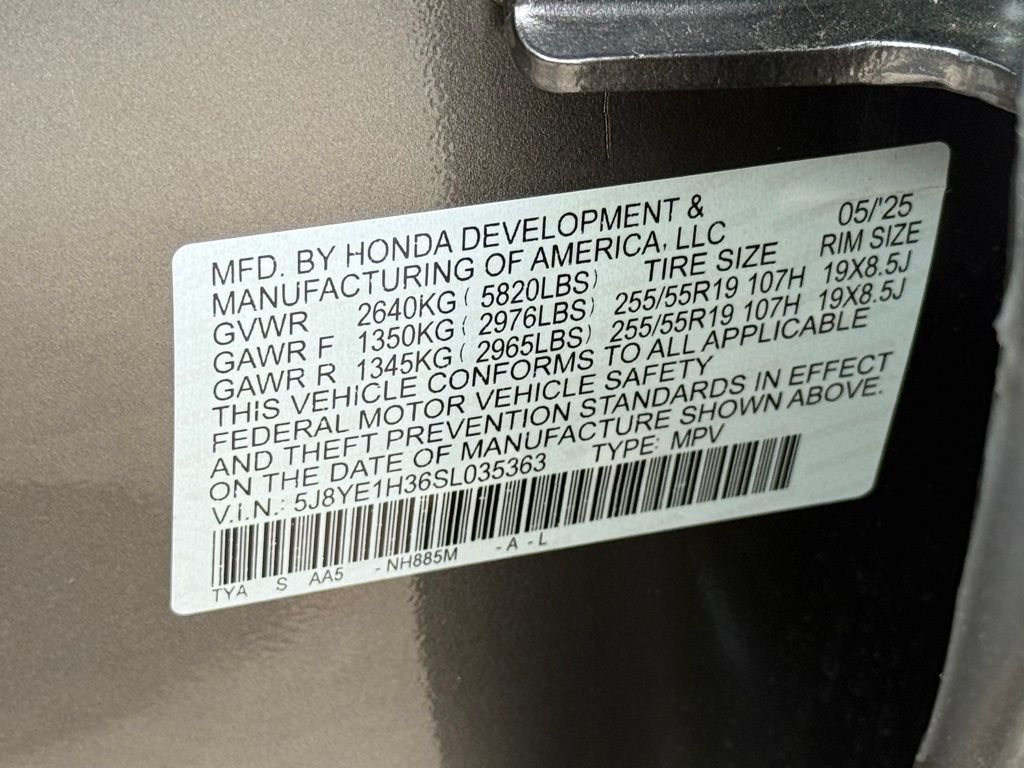 MFD. BY HONDA DEVELOPMENT & 05/'25
MANUFACTURING OF AMERICA, LLC
GVWR 2640KG ( 5820LBS) TIRE SIZE RIM SIZE
GAWR F 1350KG ( 2976LBS) 255/55R19 107H 19X8.5J
GAWR R 1345KG ( 2965LBS) 255/55R19 107H 19X8.5J
THIS VEHICLE CONFORMS TO ALL APPLICABLE
FEDERAL MOTOR VEHICLE SAFETY
AND THEFT PREVENTION STANDARDS IN EFFECT
ON THE DATE OF MANUFACTURE SHOWN ABOVE.
V.I.N.: 5J8YE1H36SL035363 TYPE: MPV
TYA S AA5 - NH885M - A - L